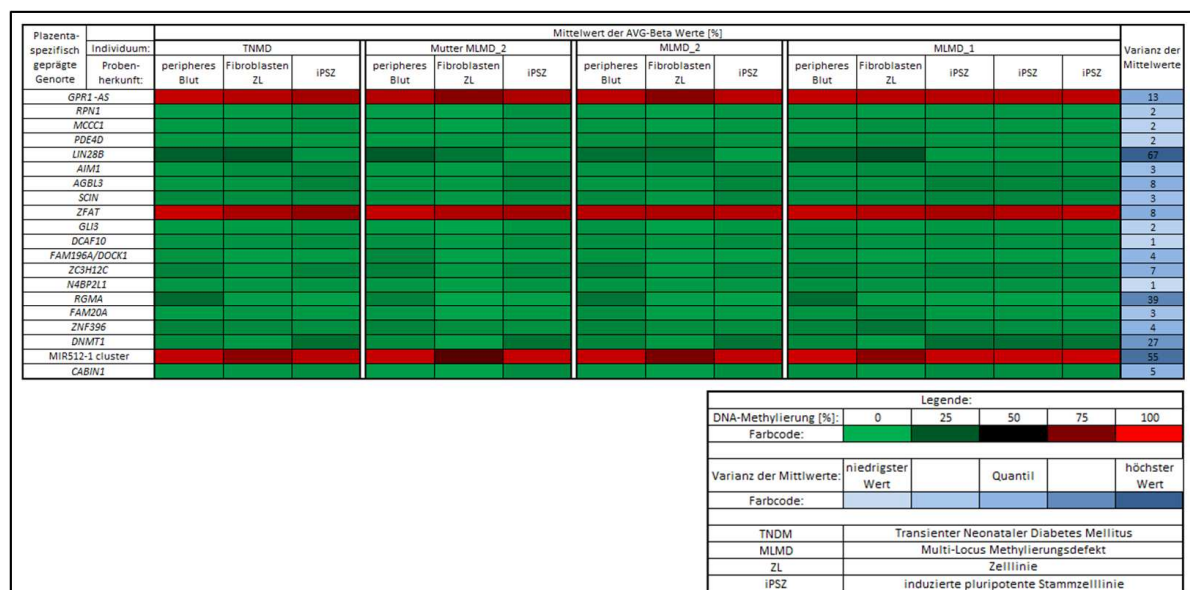 Mittelwert der AVG-Beta Werte [%]
Plazenta-spezifisch geprägte Genorte
Individuum: TNMD Mutter MLMD_2 MLMD_2 MLMD_1 Varianz der Mittelwerte
Proben-herkunft: peripheres Blut Fibroblasten ZL iPSZ peripheres Blut Fibroblasten ZL iPSZ peripheres Blut Fibroblasten ZL iPSZ peripheres Blut Fibroblasten ZL iPSZ iPSZ iPSZ
GPR1-AS 13
RPN1 2
MCCC1 2
PDE4D 2
LIN28B 67
AIM1 3
AGBL3 8
SCIN 3
ZFAT 8
GLI3 2
DCAF10 1
FAM196A/DOCK1 4
ZC3H12C 7
N4BP2L1 1
RGMA 39
FAM20A 3
ZNF396 4
DNMT1 27
MIR512-1 cluster 55
CABIN1 5
Legende:
DNA-Methylierung [%]: 0 25 50 75 100
Farbcode:
Varianz der Mittlwerte: niedrigster Wert Quantil höchster Wert
Farbcode:
TNDM Transienter Neonataler Diabetes Mellitus
MLMD Multi-Locus Methylierungsdefekt
ZL Zelllinie
iPSZ induzierte pluripotente Stammzelllinie